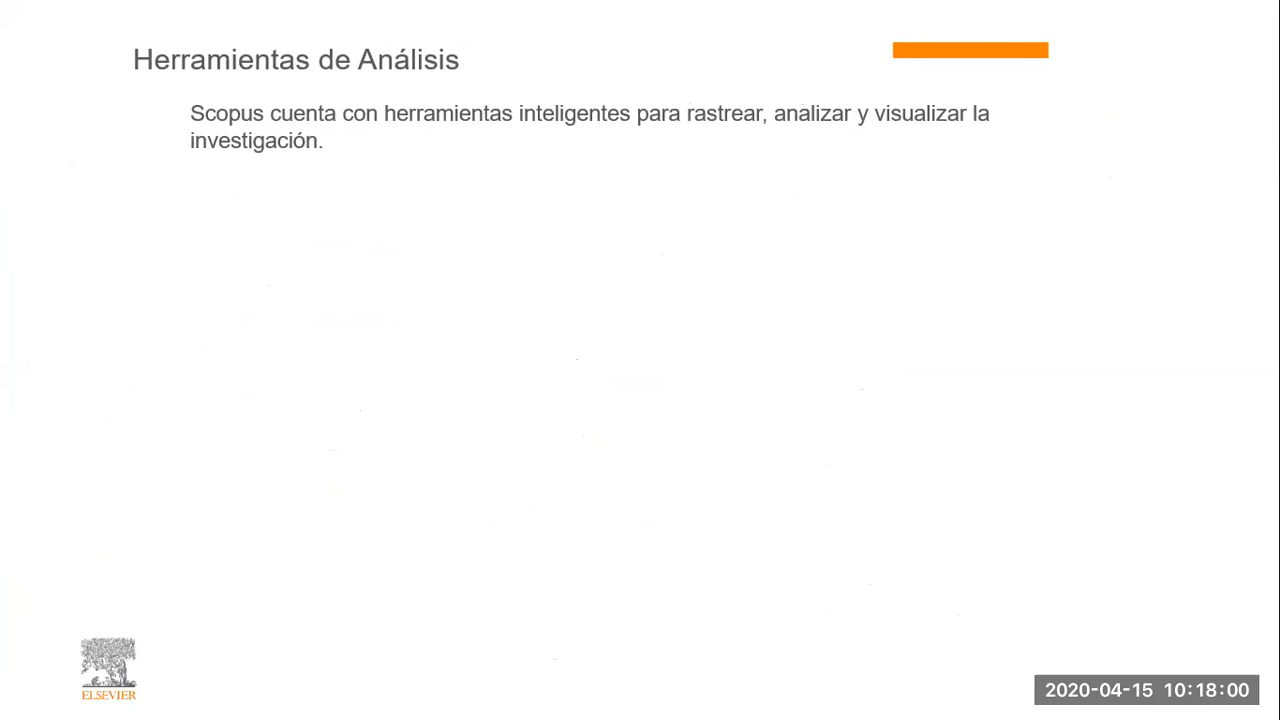 Herramientas de Análisis
Scopus cuenta con herramientas inteligentes para rastrear, analizar y visualizar la
investigación.
ELSEVIER
2020-04-15 10:18:00